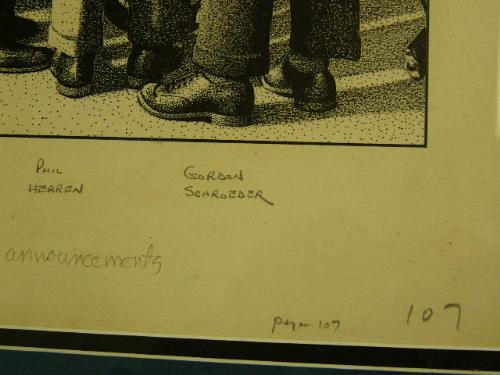 PHIL
HERREN
GORDON
SCHROEDER
announcements
page 107
107